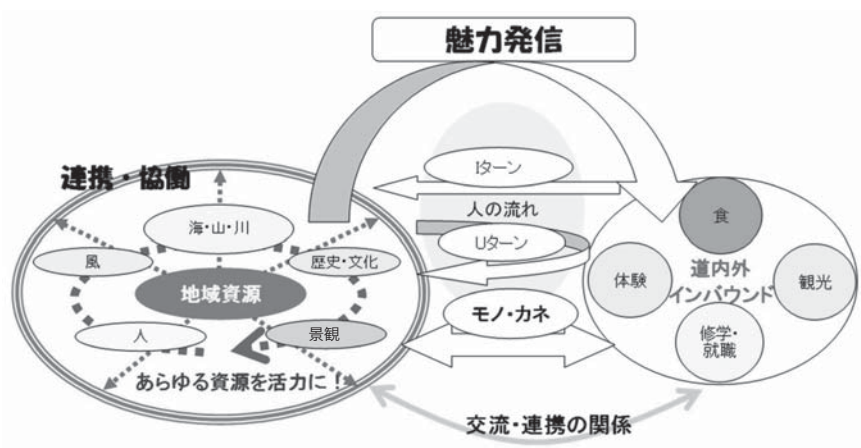 魅力発信
連携・協働
海・山・川
風
歴史・文化
地域資源
人
景観
あらゆる資源を活力に!
Iターン
人の流れ
Uターン
モノ・カネ
交流・連携の関係
食
体験
道内外
インバウンド
観光
修学・
就職